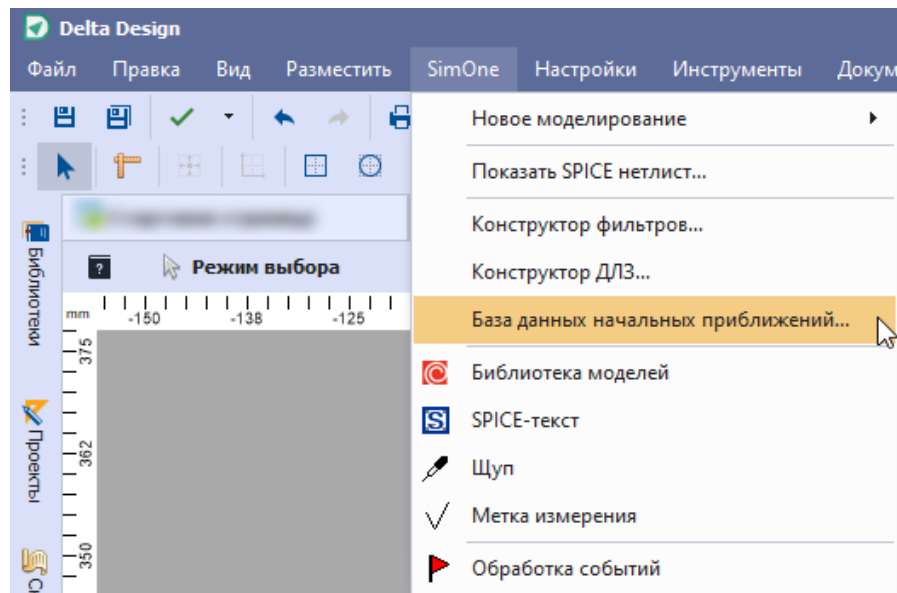 Delta Design
Файл Правка Вид Разместить SimOne Настройки Инструменты Докум
Новое моделирование
Показать SPICE нетлист...
Конструктор фильтров...
Конструктор ДЛЗ...
База данных начальных приближений...
Библиотека моделей
SPICE-текст
Щуп
Метка измерения
Обработка событий
Режим выбора
mm -150 -138 -125
375
362
350
Библиотеки
Проекты